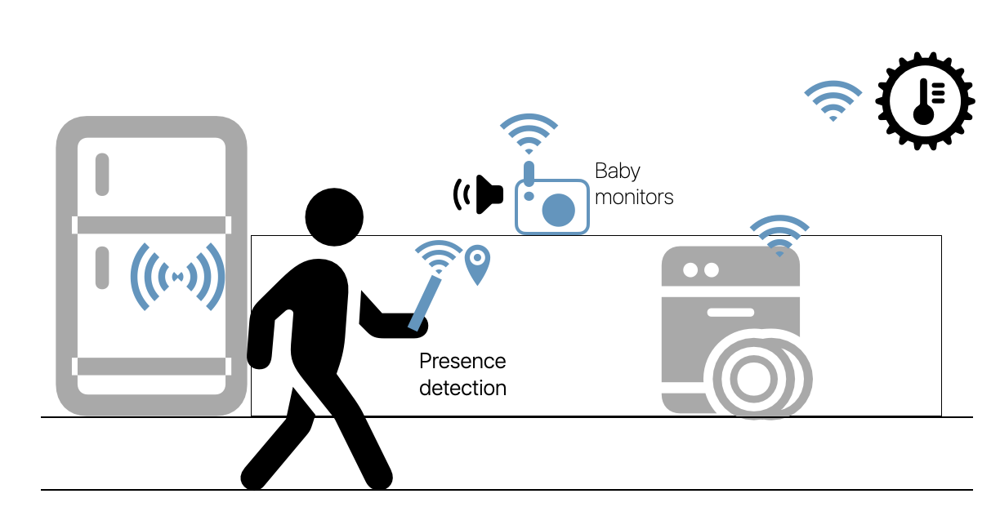 Baby
monitors
Presence
detection